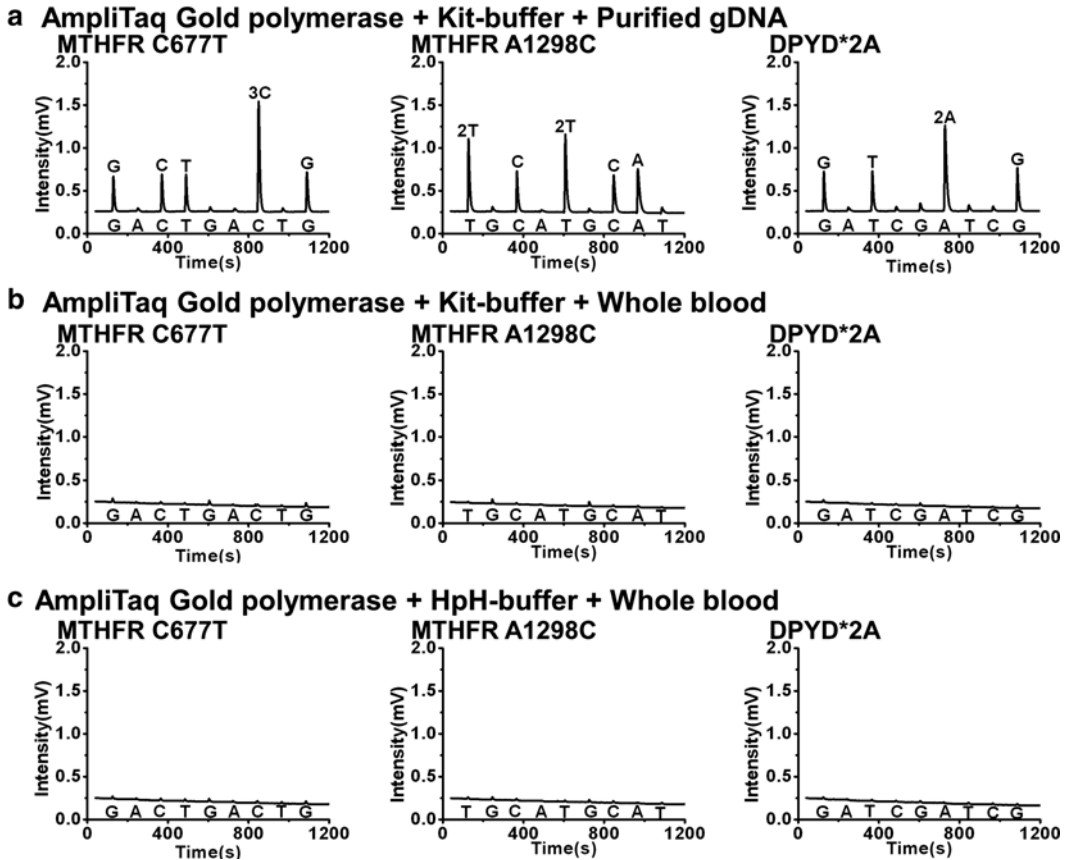 a AmpliTaq Gold polymerase + Kit-buffer + Purified gDNA
MTHFR C677T
MTHFR A1298C
DPYD*2A
2.0
1.5
1.0
0.5
0.0
Intensity(mV)
G
C
T
3C
G
G A C T G A C T G
0 400 800 1200
Time(s)
2.0
1.5
1.0
0.5
0.0
Intensity(mV)
2T
C
2T
C
A
T G C A T G C A T
0 400 800 1200
Time(s)
2.0
1.5
1.0
0.5
0.0
Intensity(mV)
G
T
2A
G
G A T C G A T C G
0 400 800 1200
Time(s)
b AmpliTaq Gold polymerase + Kit-buffer + Whole blood
MTHFR C677T
MTHFR A1298C
DPYD*2A
2.0
1.5
1.0
0.5
0.0
Intensity(mV)
G A C T G A C T G
0 400 800 1200
Time(s)
2.0
1.5
1.0
0.5
0.0
Intensity(mV)
T G C A T G C A T
0 400 800 1200
Time(s)
2.0
1.5
1.0
0.5
0.0
Intensity(mV)
G A T C G A T C G
0 400 800 1200
Time(s)
c AmpliTaq Gold polymerase + HpH-buffer + Whole blood
MTHFR C677T
MTHFR A1298C
DPYD*2A
2.0
1.5
1.0
0.5
0.0
Intensity(mV)
G A C T G A C T G
0 400 800 1200
Time(s)
2.0
1.5
1.0
0.5
0.0
Intensity(mV)
T G C A T G C A T
0 400 800 1200
Time(s)
2.0
1.5
1.0
0.5
0.0
Intensity(mV)
G A T C G A T C G
0 400 800 1200
Time(s)